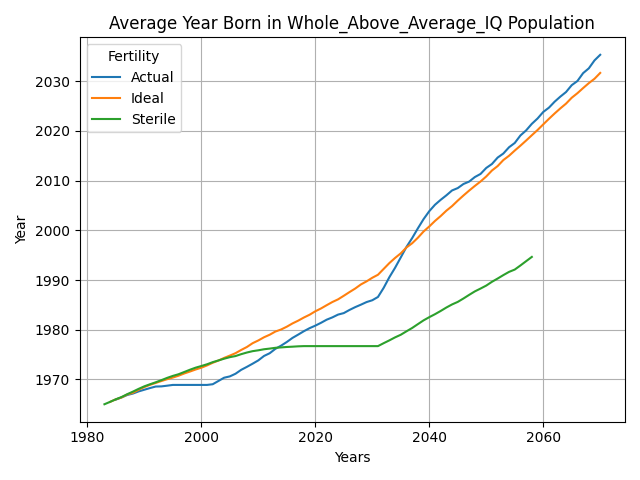 Average Year Born in Whole_Above_Average_IQ Population
Fertility
Actual
Ideal
Sterile
2030
2020
2010
2000
1990
1980
1970
Year
1980
2000
2020
2040
2060
Years